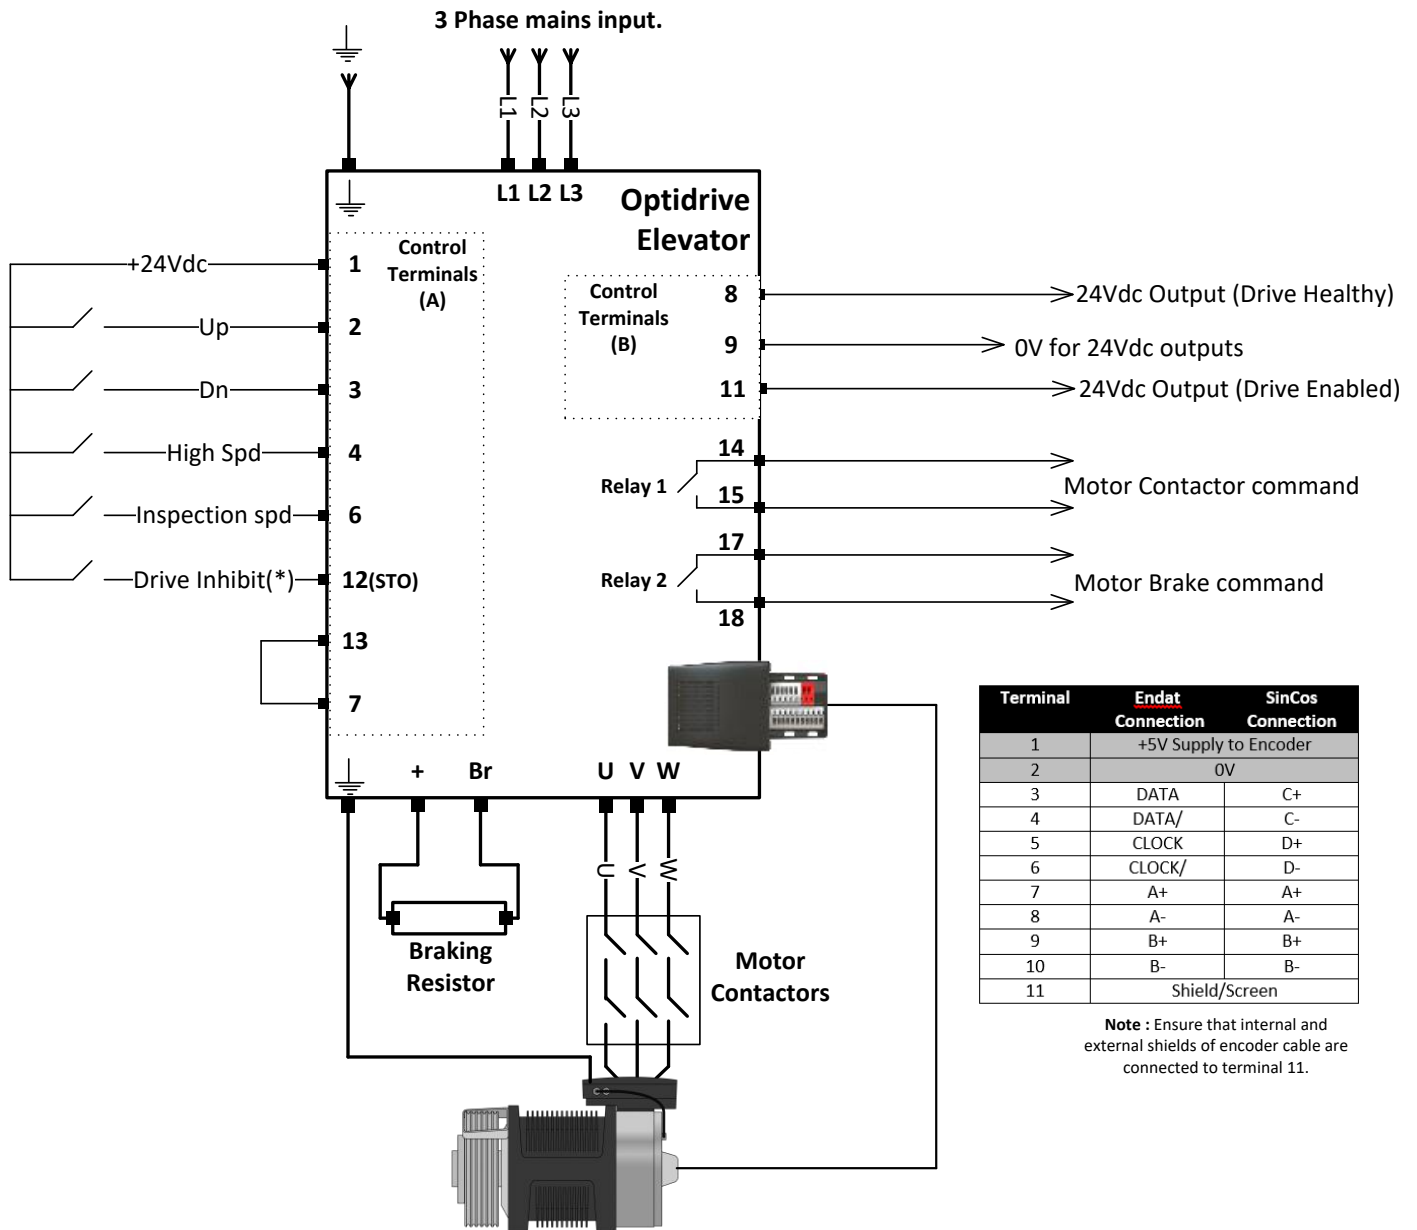 3 Phase mains input.
L1
L2
L3
L1 L2 L3
Optidrive
Elevator
Control
Terminals
(A)
+24Vdc
1
Up
2
Dn
3
High Spd
4
Inspection spd
6
Drive Inhibit(*)
12(STO)
13
7
Control
Terminals
(B)
8
24Vdc Output (Drive Healthy)
9
0V for 24Vdc outputs
11
24Vdc Output (Drive Enabled)
14
Relay 1
15
Motor Contactor command
17
Relay 2
18
Motor Brake command
+ Br U V W
U
V
W
Braking
Resistor
Motor
Contactors
Terminal Endat Connection SinCos Connection
1 +5V Supply to Encoder
2 0V
3 DATA C+
4 DATA/ C-
5 CLOCK D+
6 CLOCK/ D-
7 A+ A+
8 A- A-
9 B+ B+
10 B- B-
11 Shield/Screen
Note : Ensure that internal and
external shields of encoder cable are
connected to terminal 11.